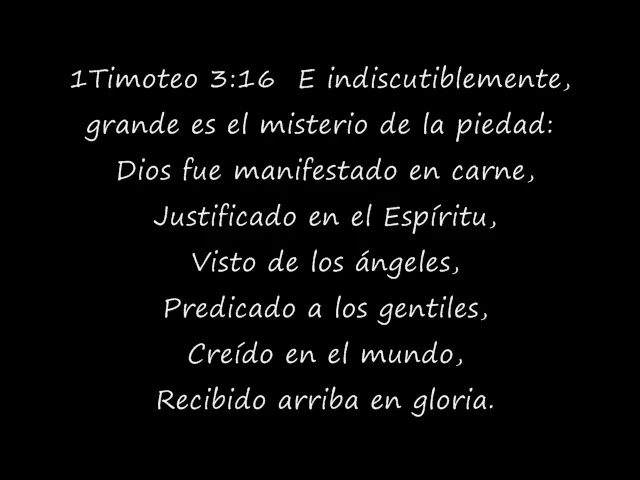 1Timoteo 3:16  E indiscutiblemente,
grande es el misterio de la piedad:
Dios fue manifestado en carne,
Justificado en el Espíritu,
Visto de los ángeles,
Predicado a los gentiles,
Creído en el mundo,
Recibido arriba en gloria.